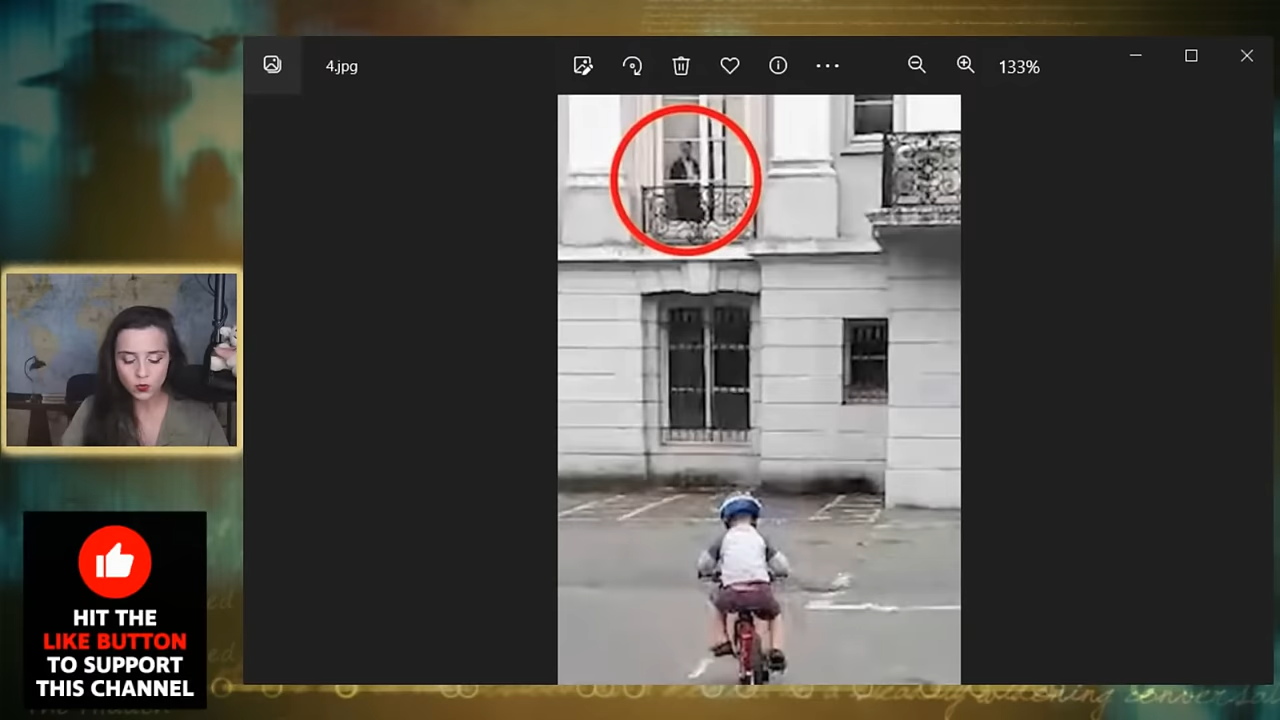 4.jpg
133%
HIT THE
LIKE BUTTON
TO SUPPORT
THIS CHANNEL